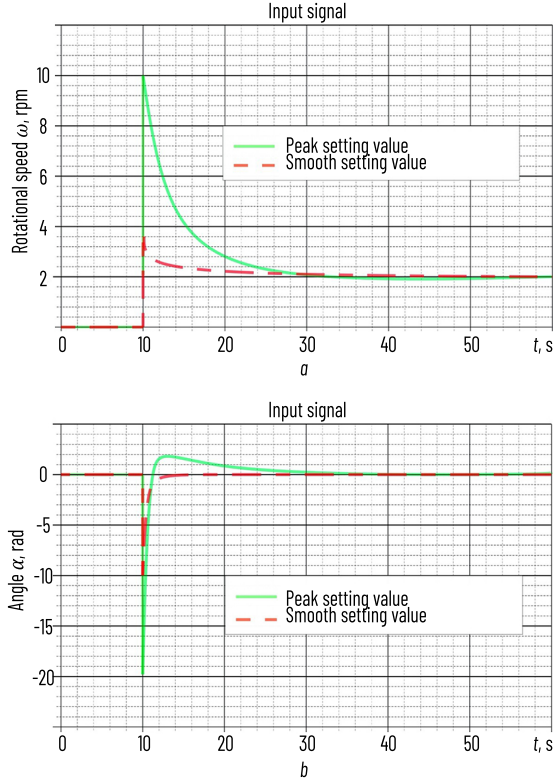 Input signal
Rotational speed ω, rpm
10
8
6
4
2
Peak setting value
Smooth setting value
0 10 20 30 40 50 t, s
a
Input signal
Angle α, rad
0
-5
-10
-15
-20
Peak setting value
Smooth setting value
0 10 20 30 40 50 t, s
b